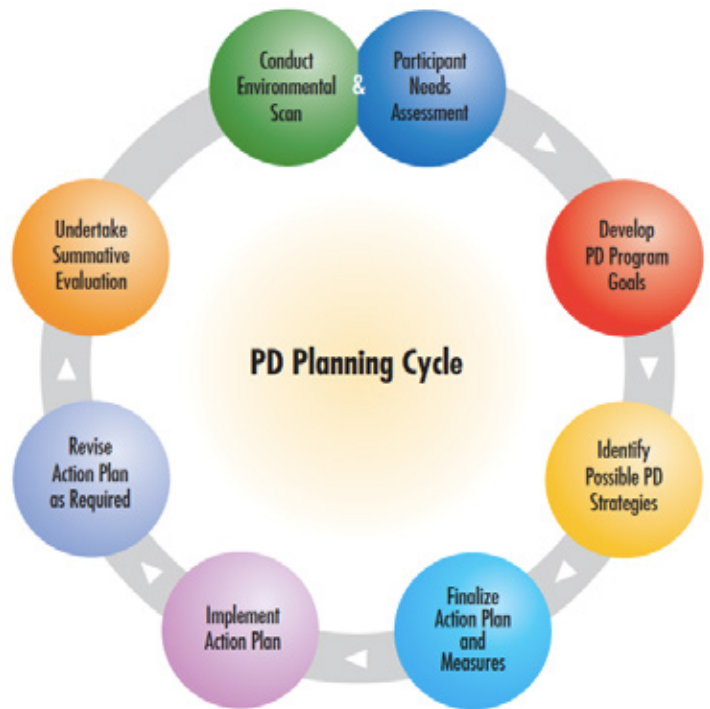 Conduct
Environmental
Scan
&
Participant
Needs
Assessment
Develop
PD Program
Goals
Identify
Possible PD
Strategies
Finalize
Action Plan
and
Measures
Implement
Action Plan
Revise
Action Plan
as Required
Undertake
Summative
Evaluation
PD Planning Cycle